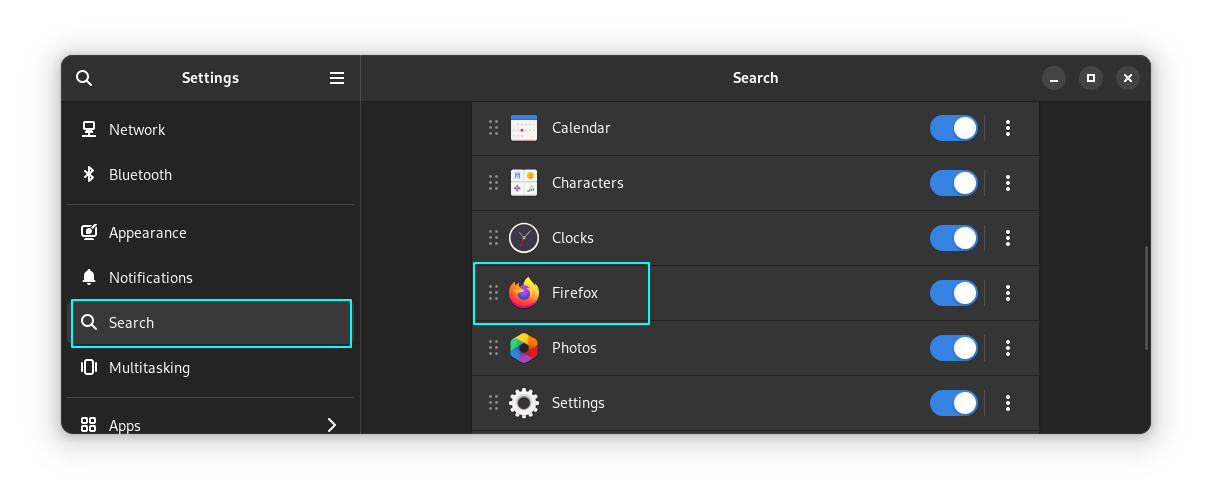 Settings
Search
Network
Bluetooth
Appearance
Notifications
Search
Multitasking
Apps
Calendar
Characters
Clocks
Firefox
Photos
Settings